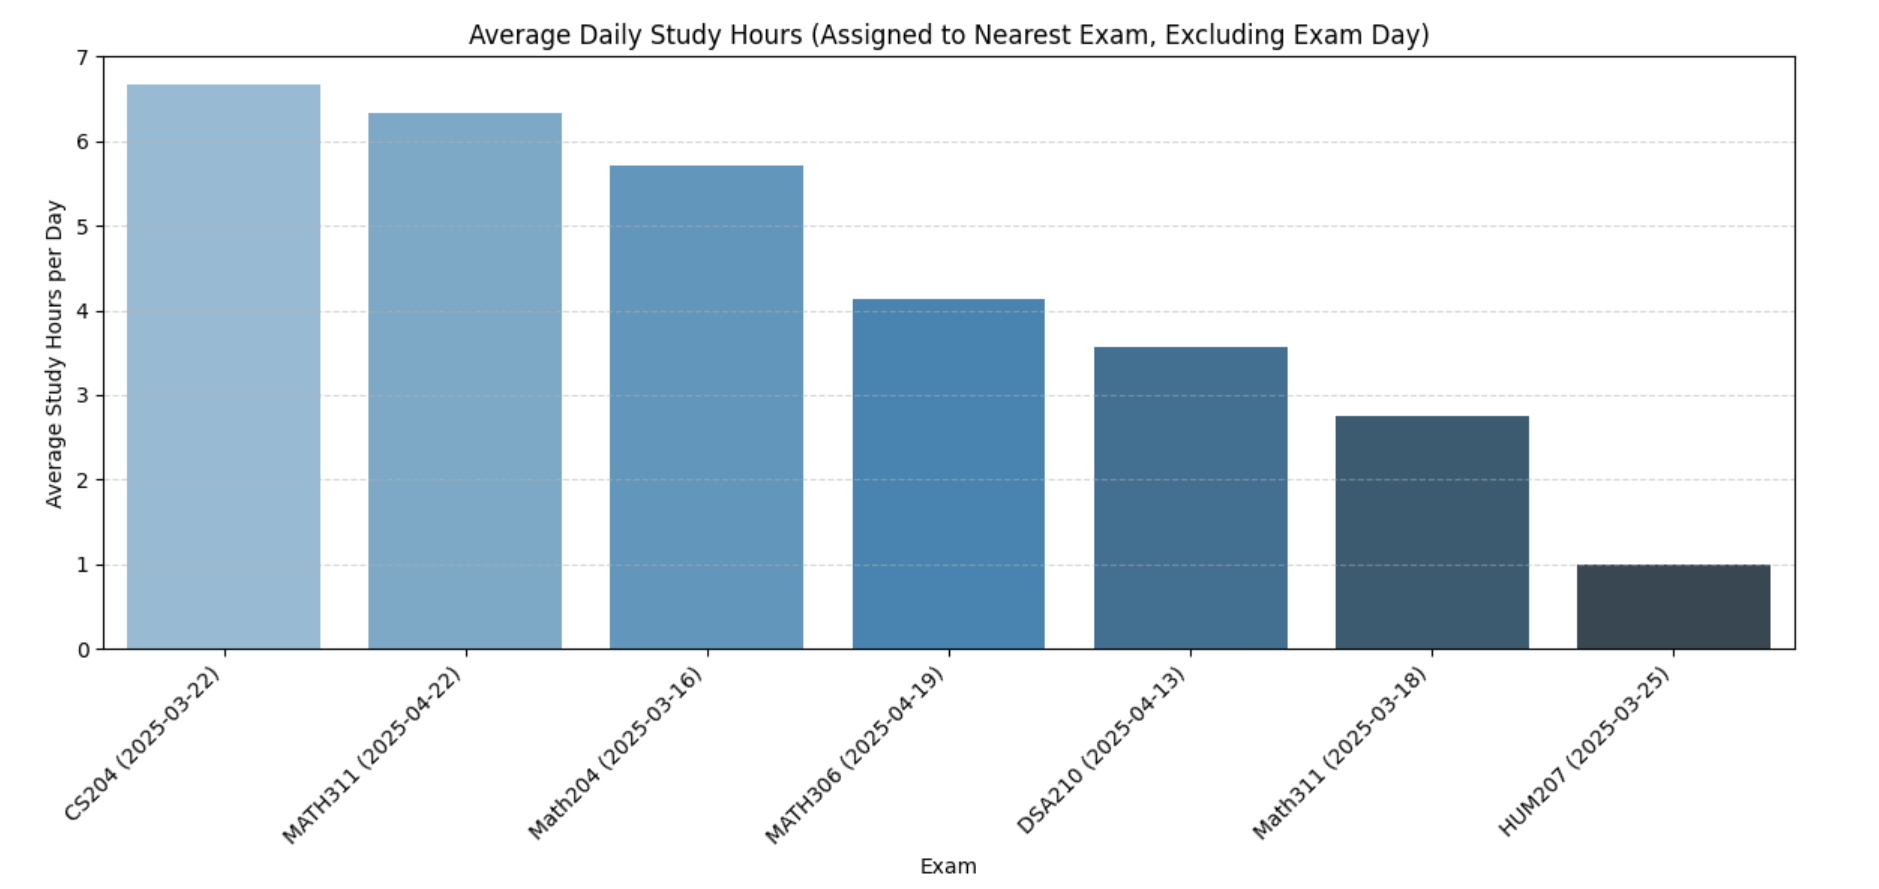 Average Daily Study Hours (Assigned to Nearest Exam, Excluding Exam Day)
Average Study Hours per Day
7
6
5
4
3
2
1
0
CS204 (2025-03-22)
MATH311 (2025-04-22)
Math204 (2025-03-16)
MATH306 (2025-04-19)
DSA210 (2025-04-13)
Math311 (2025-03-18)
HUM207 (2025-03-25)
Exam